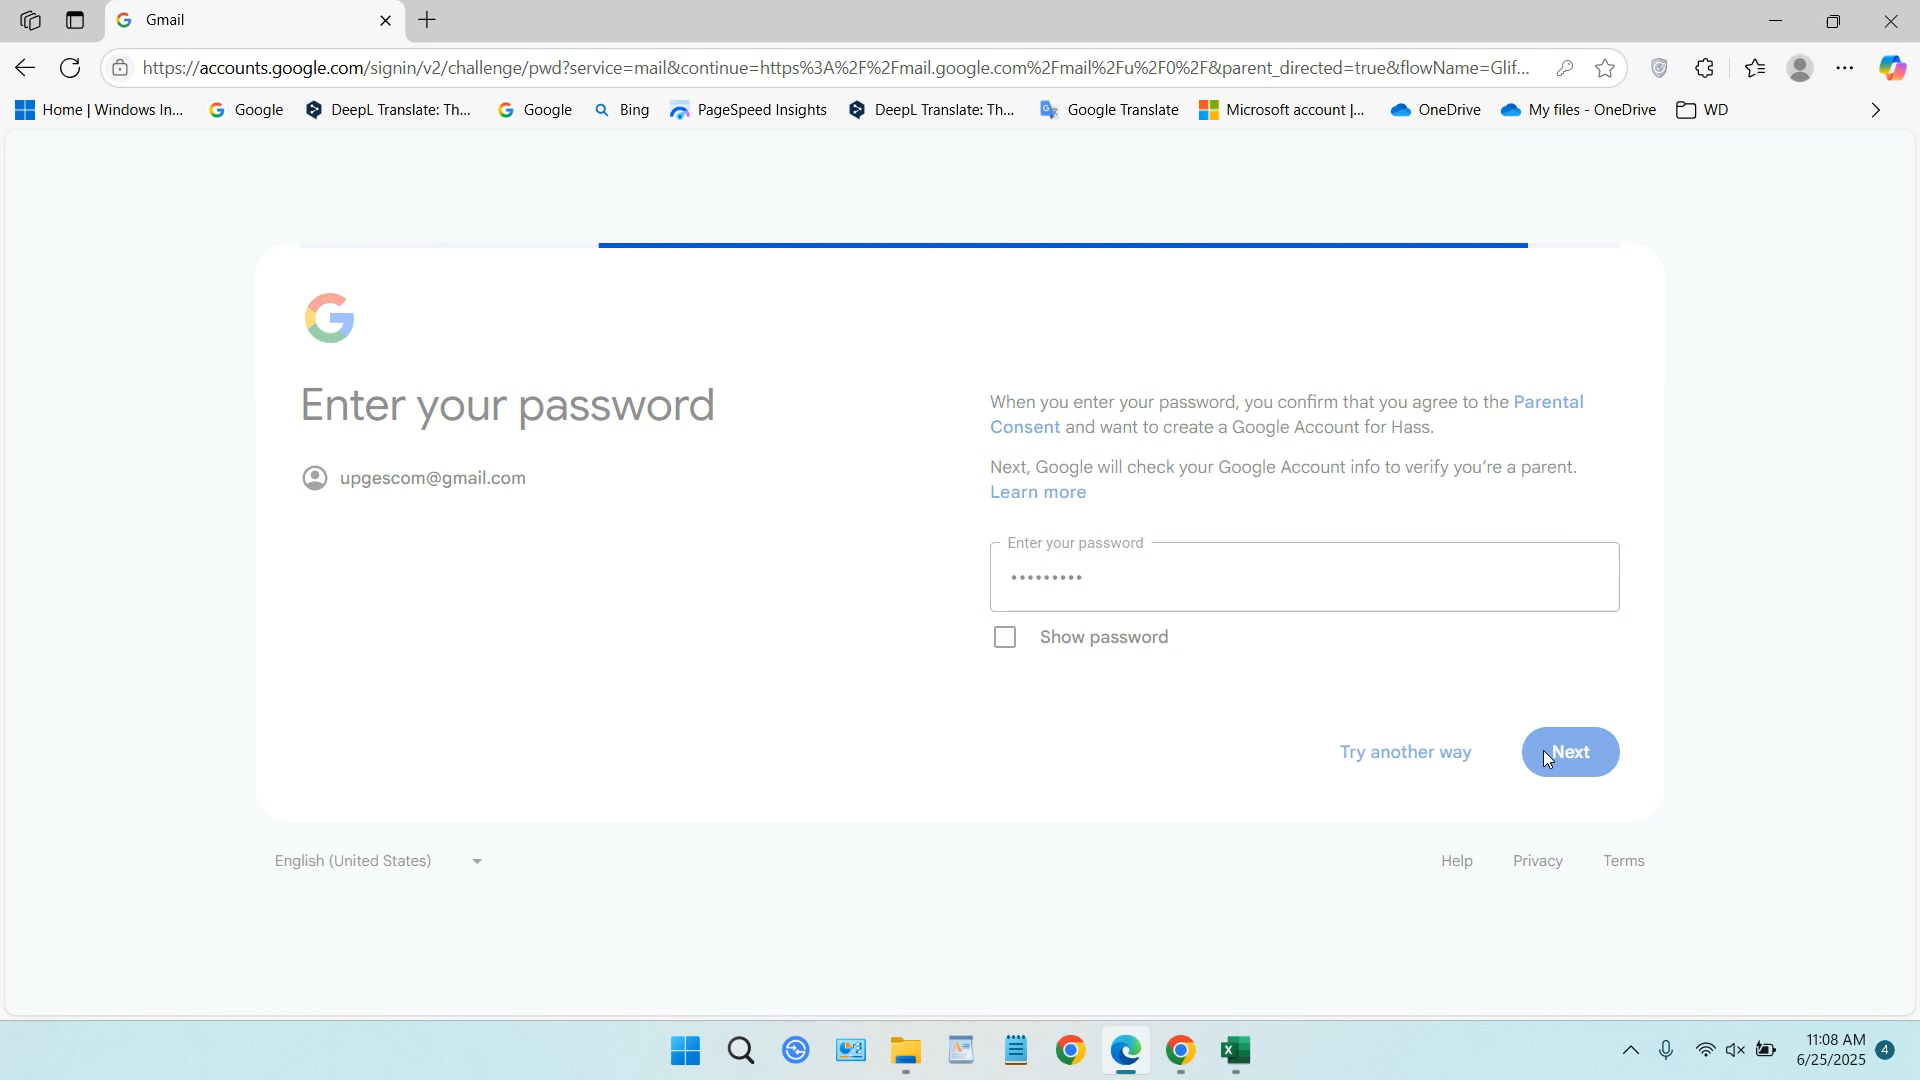 Gmail
https://accounts.google.com/signin/v2/challenge/pwd?service=mail&continue=https%3A%2F%2Fmail.google.com%2Fmail%2Fu%2F0%2F&parent_directed=true&flowName=Glif...
Home | Windows In... Google DeepL Translate: Th... Google Bing PageSpeed Insights DeepL Translate: Th... Google Translate Microsoft account |... OneDrive My files - OneDrive WD
Enter your password
upgescom@gmail.com
When you enter your password, you confirm that you agree to the Parental
Consent and want to create a Google Account for Hass.
Next, Google will check your Google Account info to verify you're a parent.
Learn more
Enter your password
•••••••••
Show password
Try another way Next
English (United States) Help Privacy Terms
11:08 AM
6/25/2025 4